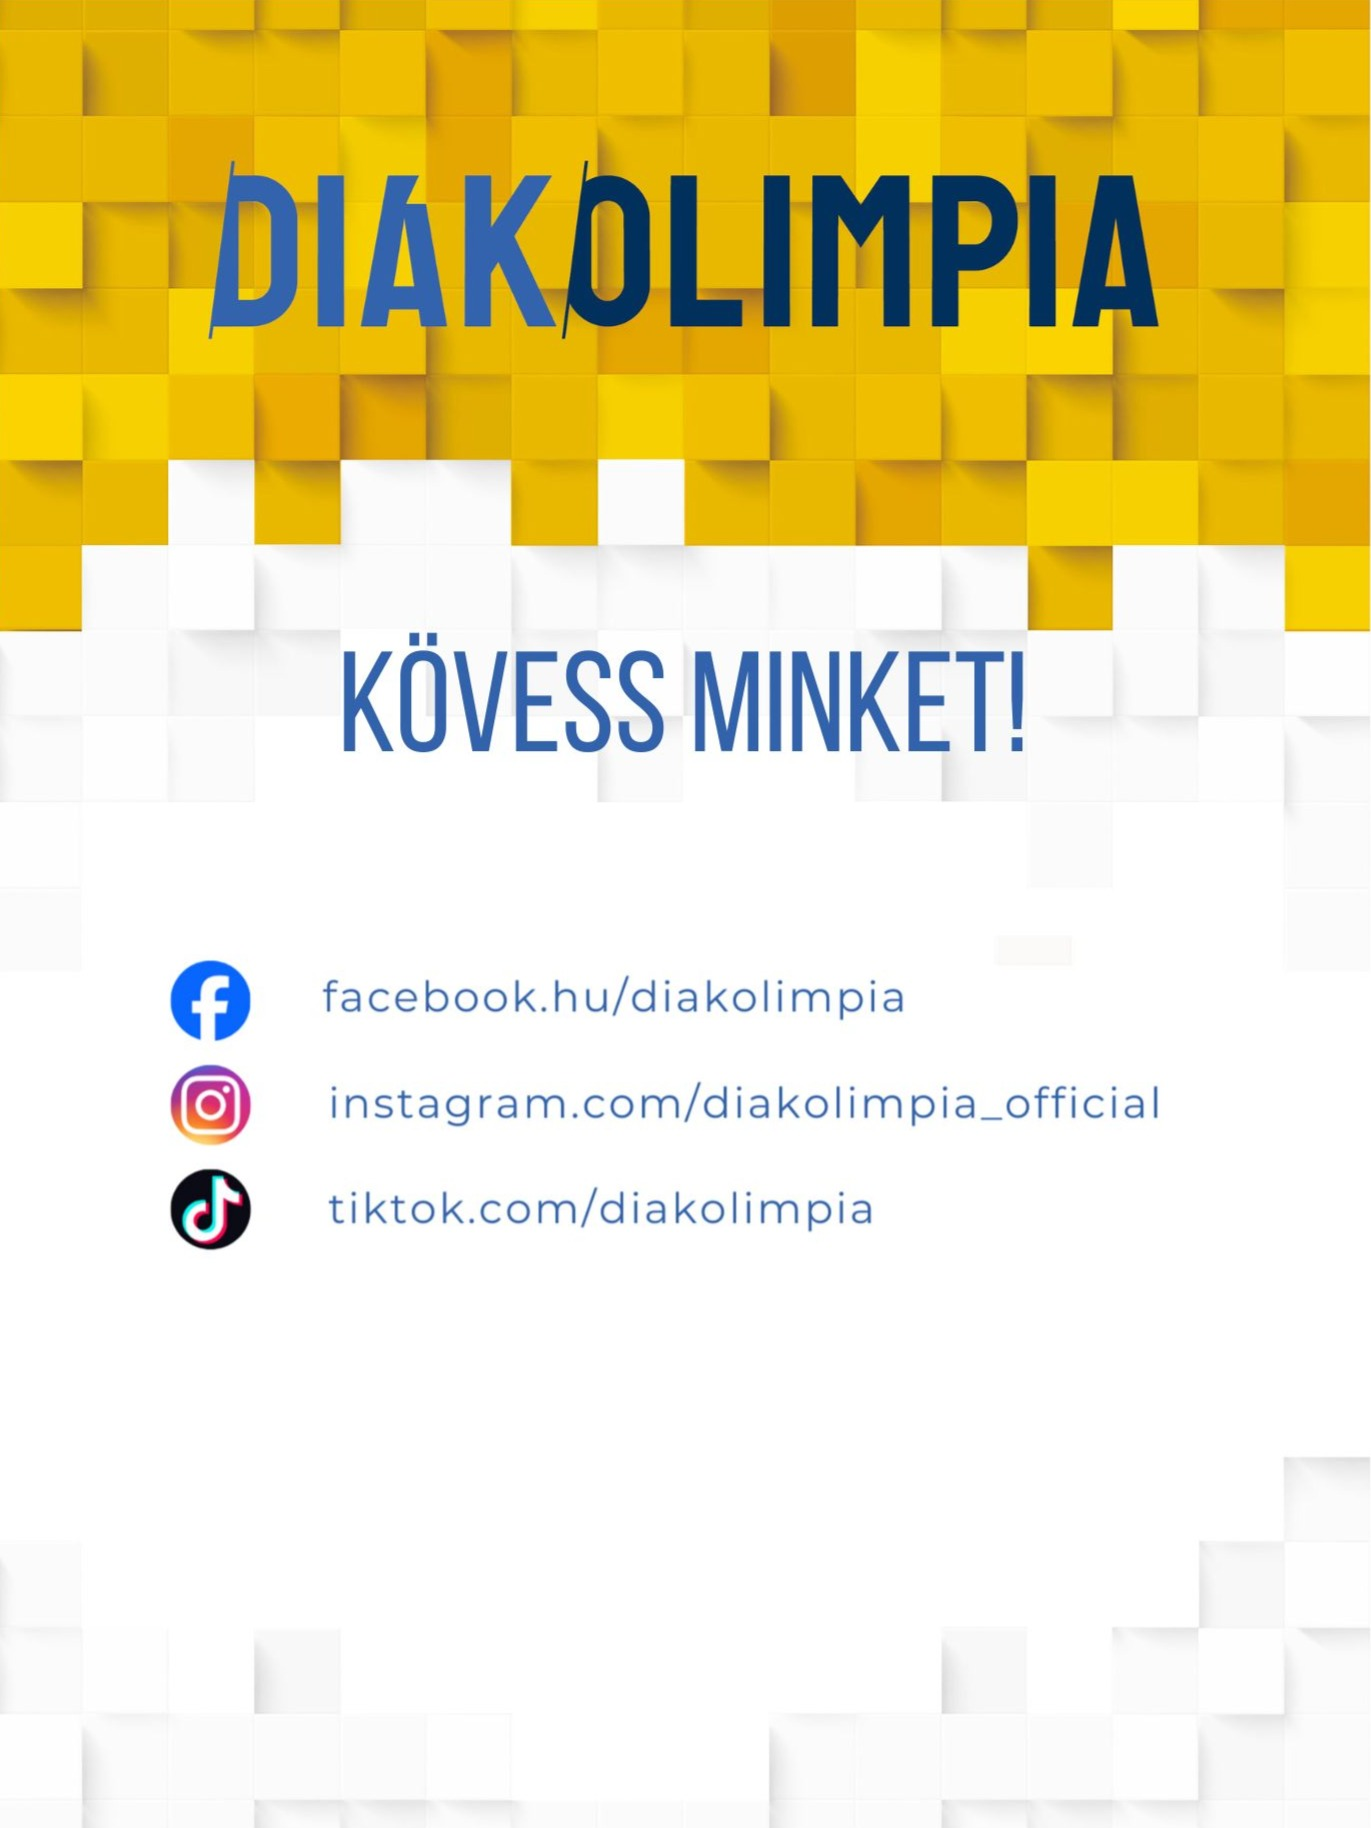 DIÁKOLIMPIA
KÖVESS MINKET!
facebook.hu/diakolimpia
instagram.com/diakolimpia_official
tiktok.com/diakolimpia